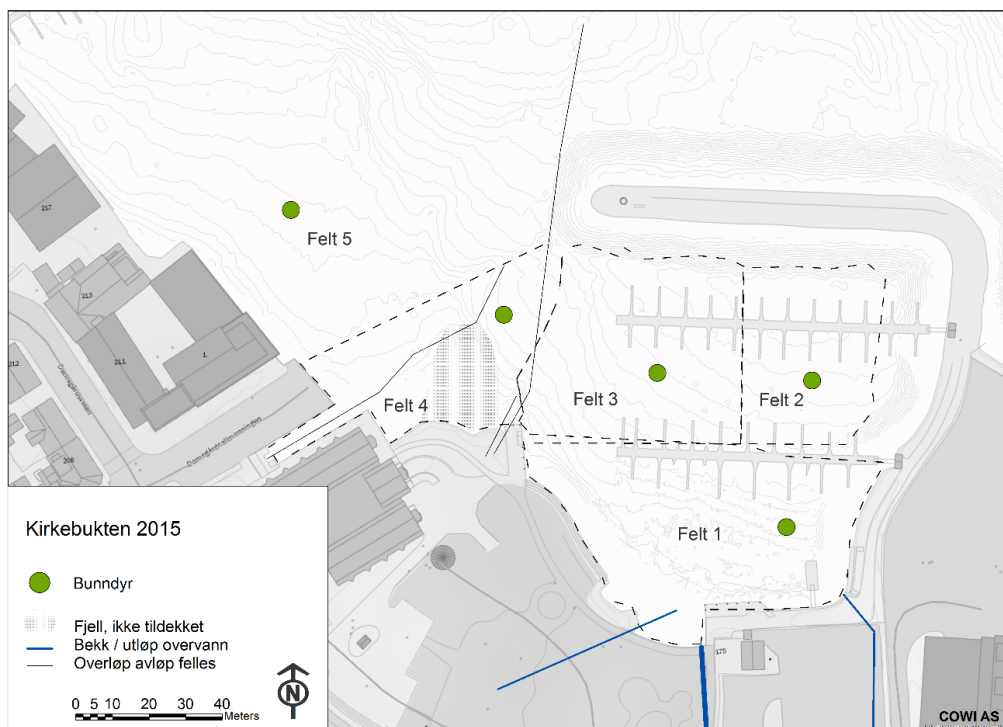 217
Felt 5
213
211
1
212
Damsgårdsveien
Felt 4
Felt 3
Felt 2
Damsgårdsallmenningen
208
Felt 1
Kirkebukten 2015
Bunndyr
Fjell, ikke tildekket
Bekk / utløp overvann
Overløp avløp felles
0 5 10 20 30 40
Meters
N
175
COWI AS